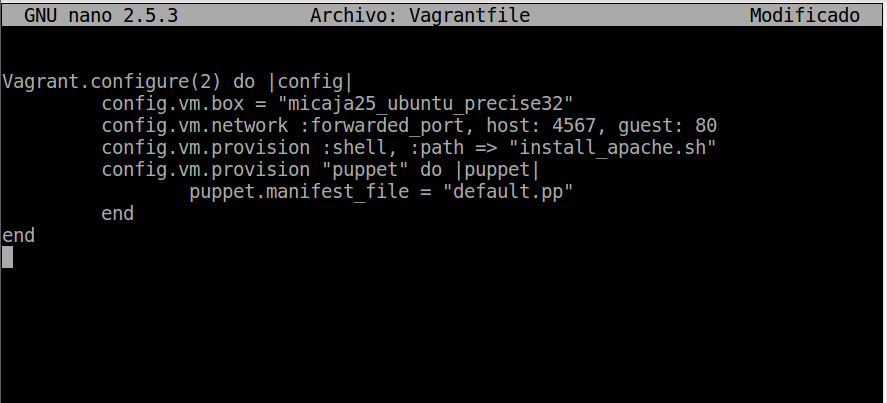 GNU nano 2.5.3 Archivo: Vagrantfile Modificado
Vagrant.configure(2) do |config|
config.vm.box = "micaja25_ubuntu_precise32"
config.vm.network :forwarded_port, host: 4567, guest: 80
config.vm.provision :shell, :path => "install_apache.sh"
config.vm.provision "puppet" do |puppet|
puppet.manifest_file = "default.pp"
end
end